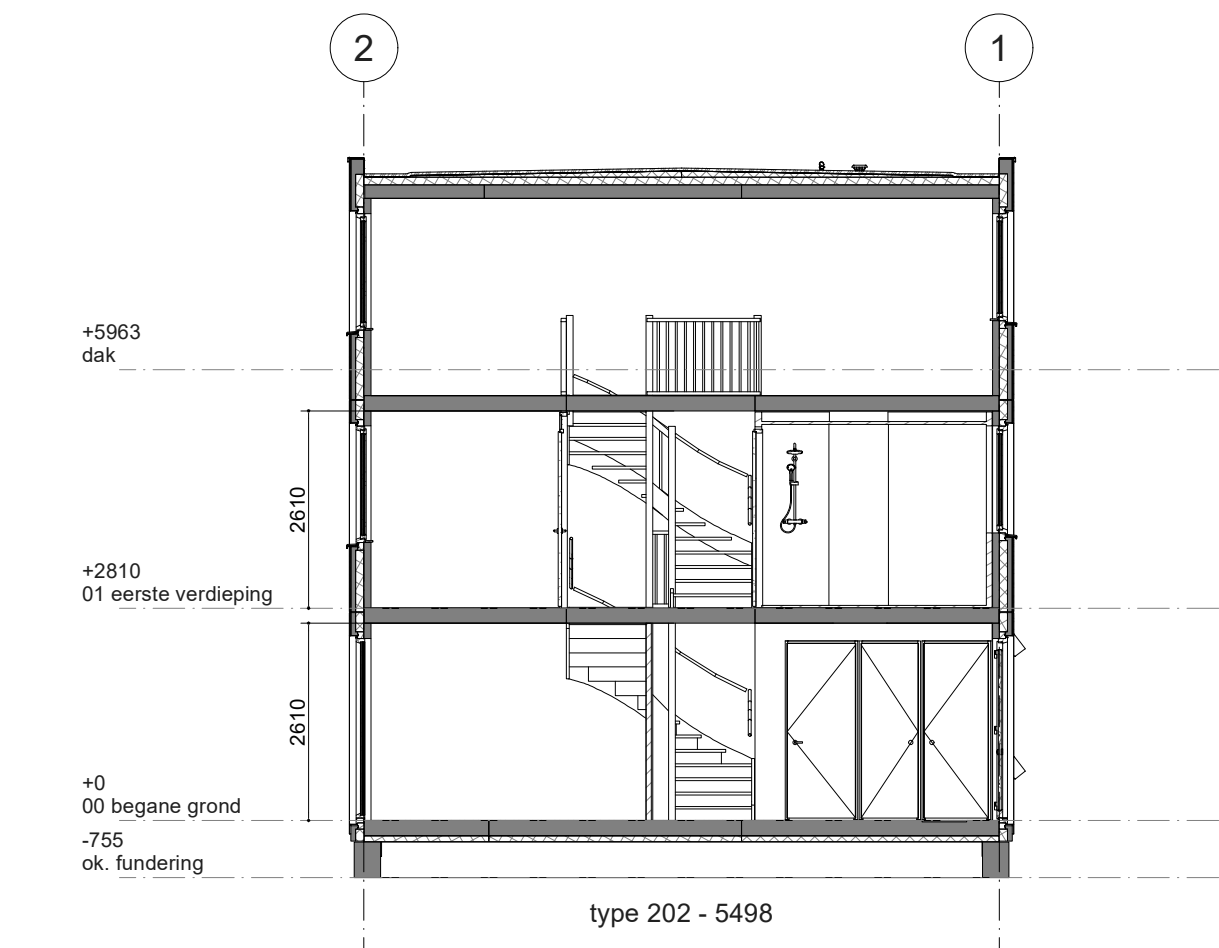 2
1
+5963
dak
2610
+2810
01 eerste verdieping
2610
+0
00 begane grond
-755
ok. fundering
type 202 - 5498